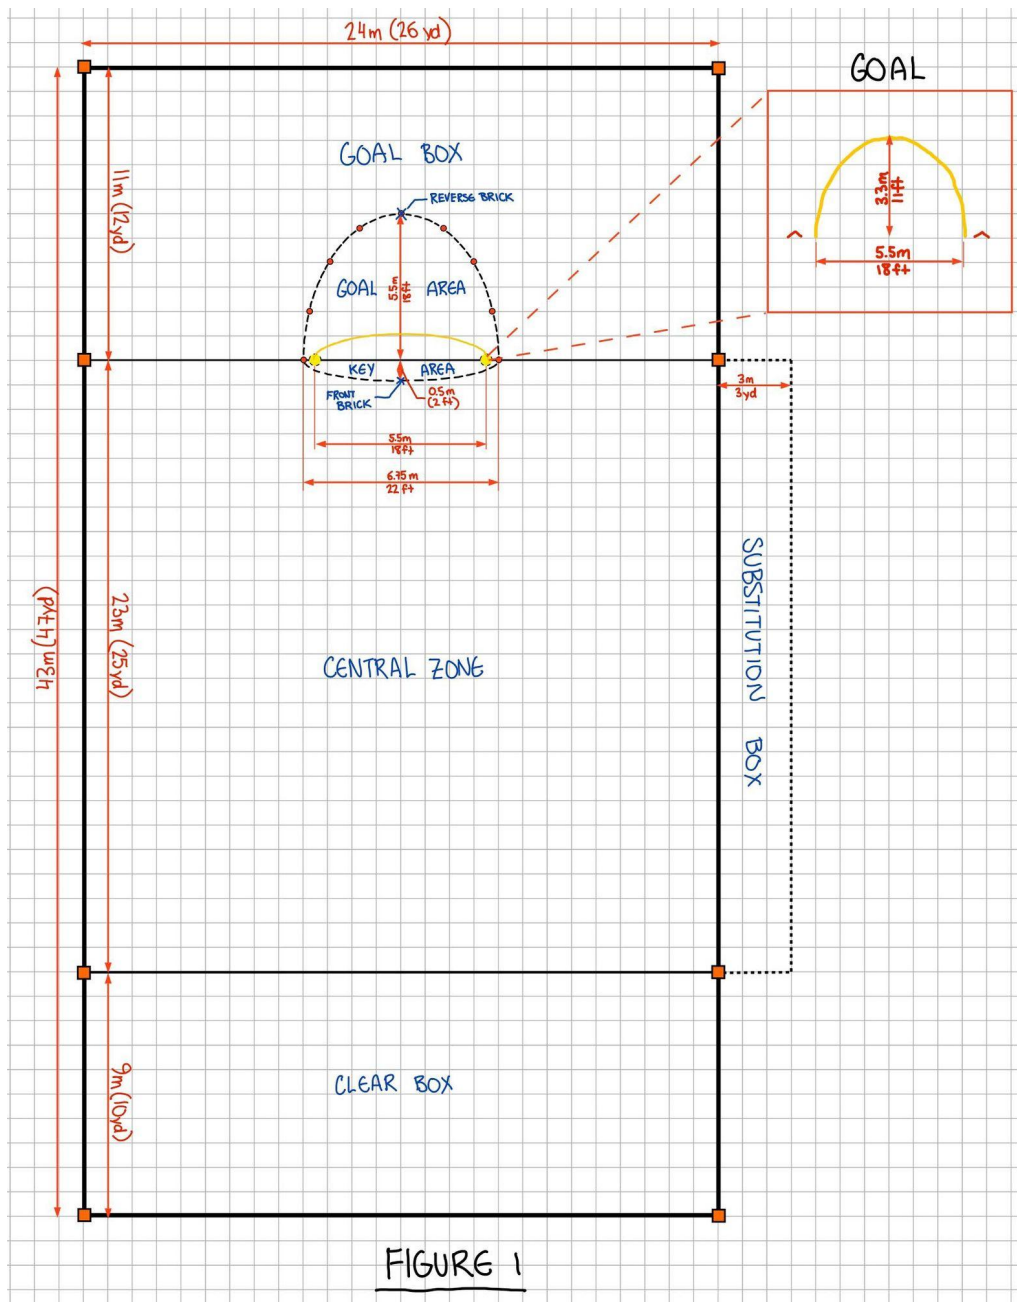 24m (26 yd)
GOAL
GOAL BOX
11m (12yd)
REVERSE BRICK
3.3m
11ft
5.5m
18ft
GOAL AREA
5.5m
18ft
KEY AREA
FRONT
BRICK
0.5m
(2ft)
3m
3yd
5.5m
18ft
6.75m
22ft
SUBSTITUTION BOX
43m (47yd)
23m (25yd)
CENTRAL ZONE
9m (10yd)
CLEAR BOX
FIGURE 1